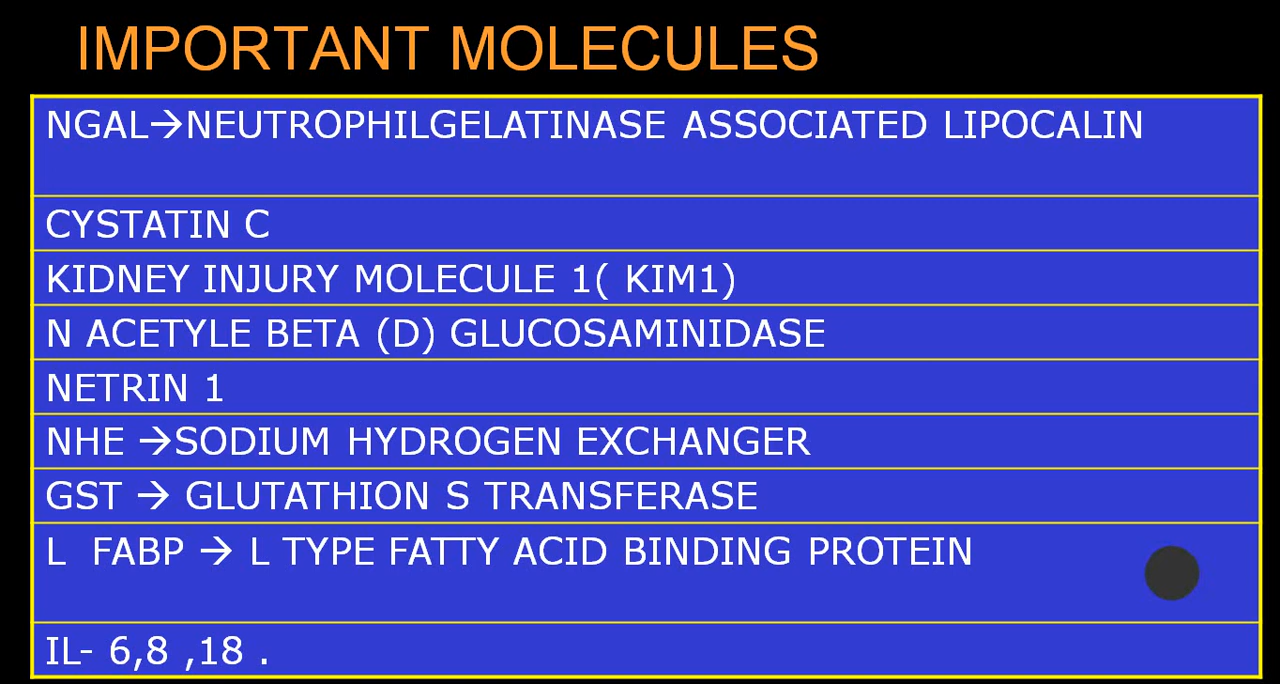 IMPORTANT MOLECULES
NGAL→NEUTROPHILGELATINASE ASSOCIATED LIPOCALIN
CYSTATIN C
KIDNEY INJURY MOLECULE 1( KIM1)
N ACETYLE BETA (D) GLUCOSAMINIDASE
NETRIN 1
NHE →SODIUM HYDROGEN EXCHANGER
GST → GLUTATHION S TRANSFERASE
L FABP → L TYPE FATTY ACID BINDING PROTEIN
IL- 6,8 ,18 .